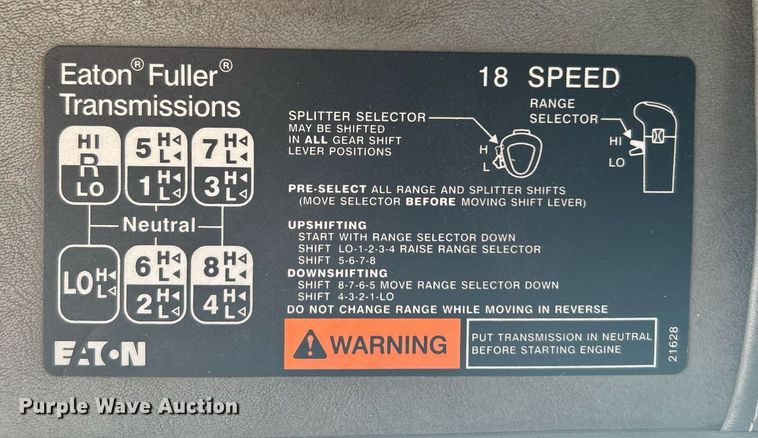 Eaton® Fuller®
Transmissions
18 SPEED
HI
R
LO
5 H L
1 H L
7 H L
3 H L
Neutral
LO H L
6 H L
2 H L
8 H L
4 H L
EATON
SPLITTER SELECTOR
MAY BE SHIFTED
IN ALL GEAR SHIFT
LEVER POSITIONS
H
L
RANGE
SELECTOR
HI
LO
PRE-SELECT ALL RANGE AND SPLITTER SHIFTS
(MOVE SELECTOR BEFORE MOVING SHIFT LEVER)
UPSHIFTING
START WITH RANGE SELECTOR DOWN
SHIFT LO-1-2-3-4 RAISE RANGE SELECTOR
SHIFT 5-6-7-8
DOWNSHIFTING
SHIFT 8-7-6-5 MOVE RANGE SELECTOR DOWN
SHIFT 4-3-2-1-LO
DO NOT CHANGE RANGE WHILE MOVING IN REVERSE
WARNING
PUT TRANSMISSION IN NEUTRAL
BEFORE STARTING ENGINE
21628
Purple Wave Auction